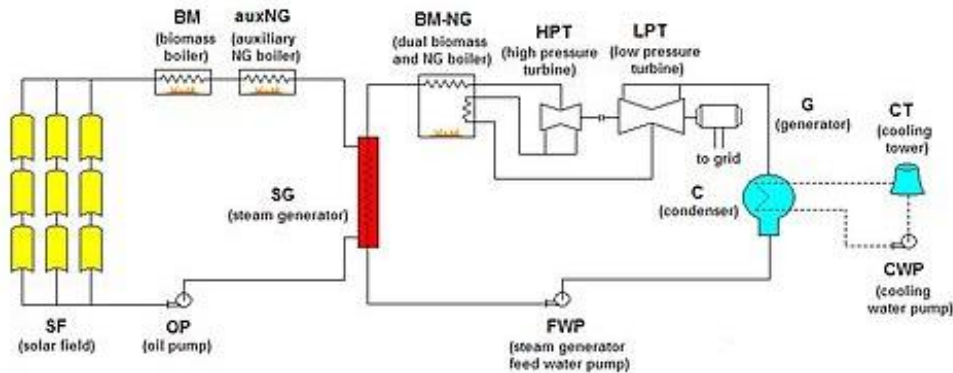 BM
(biomass
boiler)
auxNG
(auxiliary
NG boiler)
BM-NG
(dual biomass
and NG boiler)
HPT
(high pressure
turbine)
LPT
(low pressure
turbine)
G
(generator)
CT
(cooling
tower)
to grid
SG
(steam generator)
C
(condenser)
CWP
(cooling
water pump)
SF
(solar field)
OP
(oil pump)
FWP
(steam generator
feed water pump)